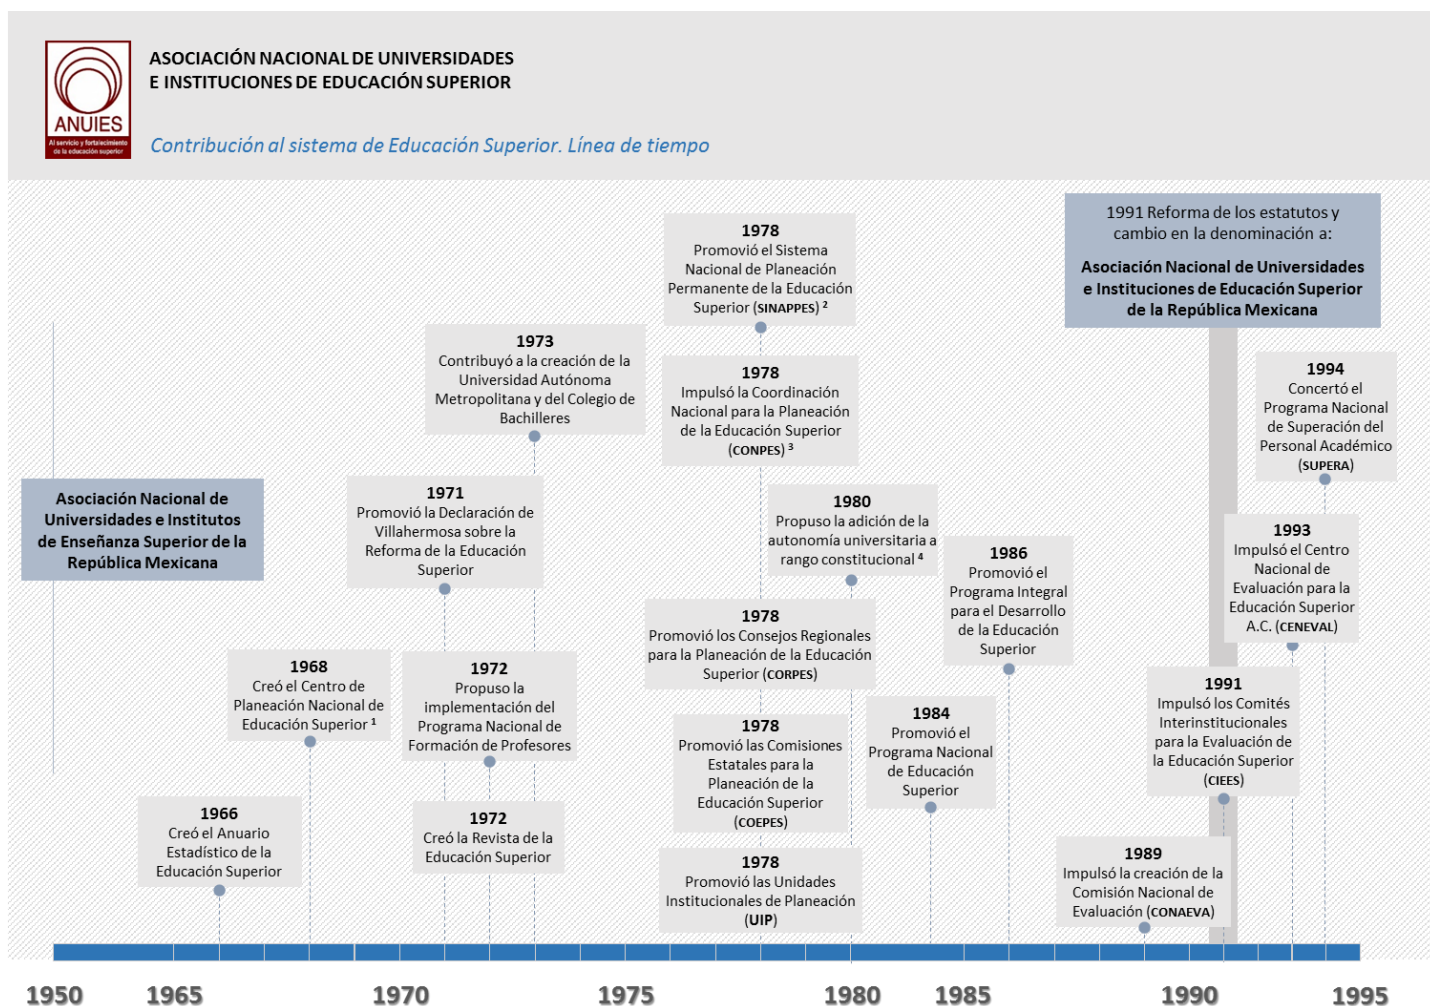 ASOCIACIÓN NACIONAL DE UNIVERSIDADES
E INSTITUCIONES DE EDUCACIÓN SUPERIOR
ANUIES
Al servicio y fortalecimiento
de la educación superior
Contribución al sistema de Educación Superior. Línea de tiempo
Asociación Nacional de
Universidades e Institutos
de Enseñanza Superior de la
República Mexicana
1966
Creó el Anuario
Estadístico de la
Educación Superior
1968
Creó el Centro de
Planeación Nacional de
Educación Superior ¹
1971
Promovió la Declaración de
Villahermosa sobre la
Reforma de la Educación
Superior
1972
Propuso la
implementación del
Programa Nacional de
Formación de Profesores
1972
Creó la Revista de la
Educación Superior
1973
Contribuyó a la creación de la
Universidad Autónoma
Metropolitana y del Colegio de
Bachilleres
1978
Promovió el Sistema
Nacional de Planeación
Permanente de la Educación
Superior (SINAPPES) ²
1978
Impulsó la Coordinación
Nacional para la Planeación
de la Educación Superior
(CONPES) ³
1978
Promovió los Consejos Regionales
para la Planeación de la Educación
Superior (CORPES)
1978
Promovió las Comisiones
Estatales para la
Planeación de la
Educación Superior
(COEPES)
1978
Promovió las Unidades
Institucionales de Planeación
(UIP)
1980
Propuso la adición de la
autonomía universitaria a
rango constitucional ⁴
1984
Promovió el
Programa Nacional
de Educación
Superior
1986
Promovió el
Programa Integral
para el Desarrollo
de la Educación
Superior
1989
Impulsó la creación de la
Comisión Nacional de
Evaluación (CONAEVA)
1991 Reforma de los estatutos y
cambio en la denominación a:
Asociación Nacional de Universidades
e Instituciones de Educación Superior
de la República Mexicana
1991
Impulsó los Comités
Interinstitucionales
para la Evaluación de
la Educación Superior
(CIEES)
1993
Impulsó el Centro
Nacional de
Evaluación para la
Educación Superior
A.C. (CENEVAL)
1994
Concertó el
Programa Nacional
de Superación del
Personal Académico
(SUPERA)
1950 1965 1970 1975 1980 1985 1990 1995